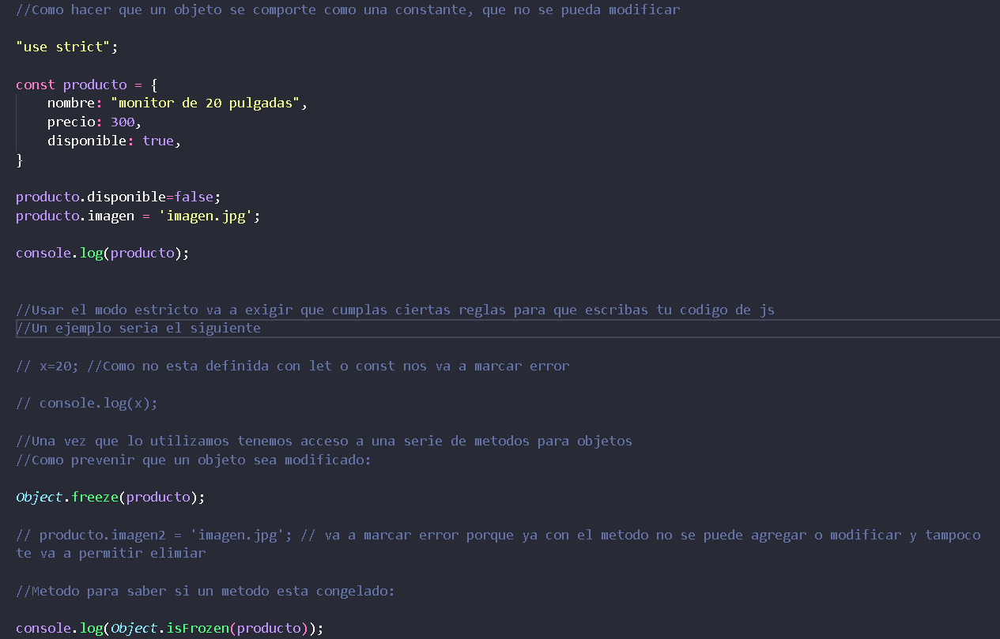 //Como hacer que un objeto se comporte como una constante, que no se pueda modificar
"use strict";
const producto = {
nombre: "monitor de 20 pulgadas",
precio: 300,
disponible: true,
}
producto.disponible=false;
producto.imagen = 'imagen.jpg';
console.log(producto);
//Usar el modo estricto va a exigir que cumplas ciertas reglas para que escribas tu codigo de js
//Un ejemplo seria el siguiente
// x=20; //Como no esta definida con let o const nos va a marcar error
// console.log(x);
//Una vez que lo utilizamos tenemos acceso a una serie de metodos para objetos
//Como prevenir que un objeto sea modificado:
Object.freeze(producto);
// producto.imagen2 = 'imagen.jpg'; // va a marcar error porque ya con el metodo no se puede agregar o modificar y tampoco
te va a permitir elimiar
//Metodo para saber si un metodo esta congelado:
console.log(Object.isFrozen(producto));